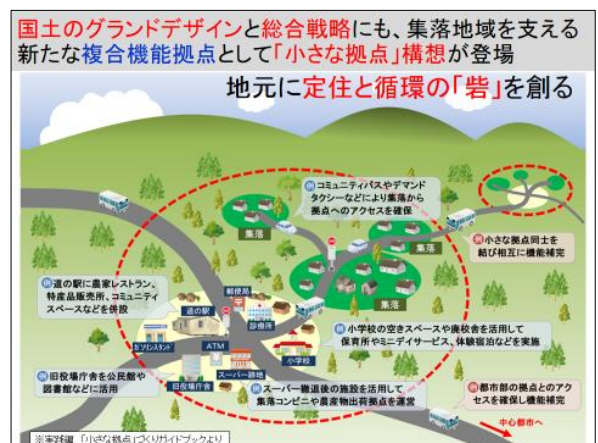 国土のグランドデザインと総合戦略にも、集落地域を支える
新たな複合機能拠点として「小さな拠点」構想が登場
地元に定住と循環の「砦」を創る
例 コミュニティバスやデマンド
タクシーなどにより集落から
拠点へのアクセスを確保
集落
集落
集落
例 小さな拠点同士を
結び相互に機能補完
例 道の駅に農家レストラン、
特産品販売所、コミュニティ
スペースなどを併設
郵便局
道の駅
診療所
ガソリンスタンド
ATM
小学校
旧役場庁舎
スーパー跡地
例 小学校の空きスペースや廃校舎を活用して
保育所やミニデイサービス、体験宿泊などを実施
例 旧役場庁舎を公民館や
図書館などに活用
例 スーパー撤退後の施設を活用して
集落コンビニや農産物出荷拠点を運営
例 都市部の拠点とのアク
セスを確保し機能補完
中心都市へ
※実践編 「小さな拠点」づくりガイドブックより